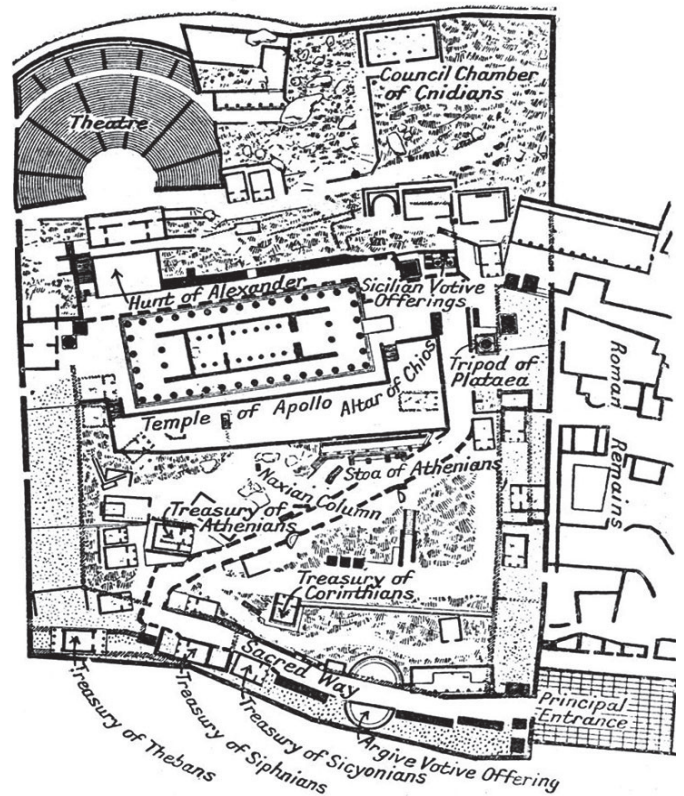 Council Chamber
of Cnidians
Theatre
Hunt of Alexander
Sicilian Votive
Offerings
Tripod of
Plataea
Roman
Remains
Temple of Apollo
Altar of Chios
Stoa of Athenians
Naxian Column
Treasury of
Athenians
Treasury of
Corinthians
Sacred Way
Principal
Entrance
Treasury of Thebans
Treasury of Siphnians
Treasury of Sicyonians
Argive Votive Offering